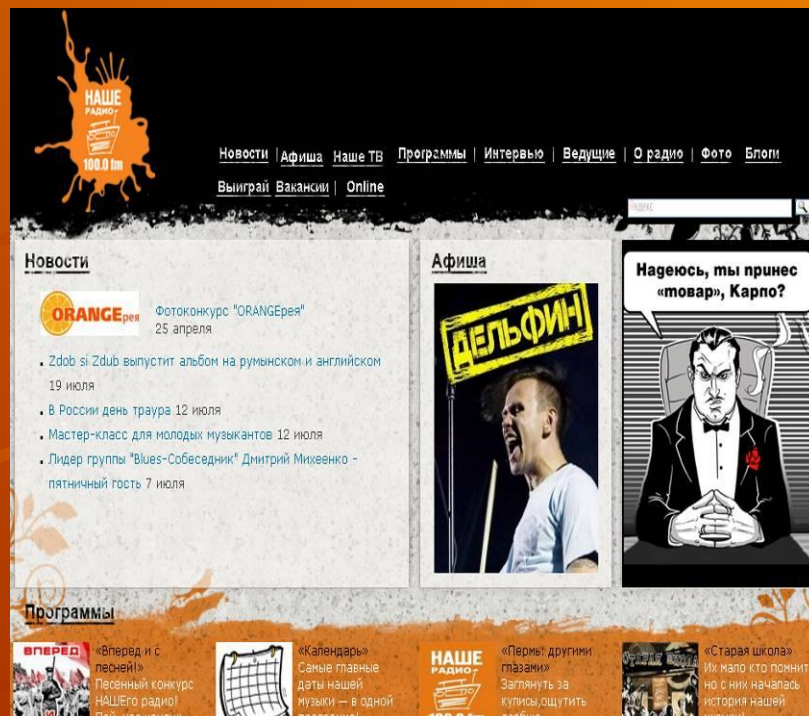 НАШЕ
РАДИО
100.0 fm
Новости | Афиша Наше ТВ Программы | Интервью | Ведущие | О радио | Фото Блоги
Выиграй Вакансии | Online
Новости
ORANGEрея
Фотоконкурс "ORANGEрея"
25 апреля
Zdob si Zdub выпустит альбом на румынском и английском
19 июля
В России день траура 12 июля
Мастер-класс для молодых музыкантов 12 июля
Лидер группы "Blues-Собеседник" Дмитрий Михеенко -
пятничный гость 7 июля
Афиша
ДЕЛЬФИН
Надеюсь, ты принес
«товар», Карпо?
Программы
ВПЕРЕД
«Вперед и с
песней!»
Песенный конкурс
НАШЕго радио!
«Календарь»
Самые главные
даты нашей
музыки — в одной
НАШЕ
РАДИО
100.0 fm
«Пермь: другими
глазами»
Заглянуть за
кулисы,ощутить
СТАРАЯ ШКОЛА
«Старая школа»
Их мало кто помнит
но с них началась
история нашей